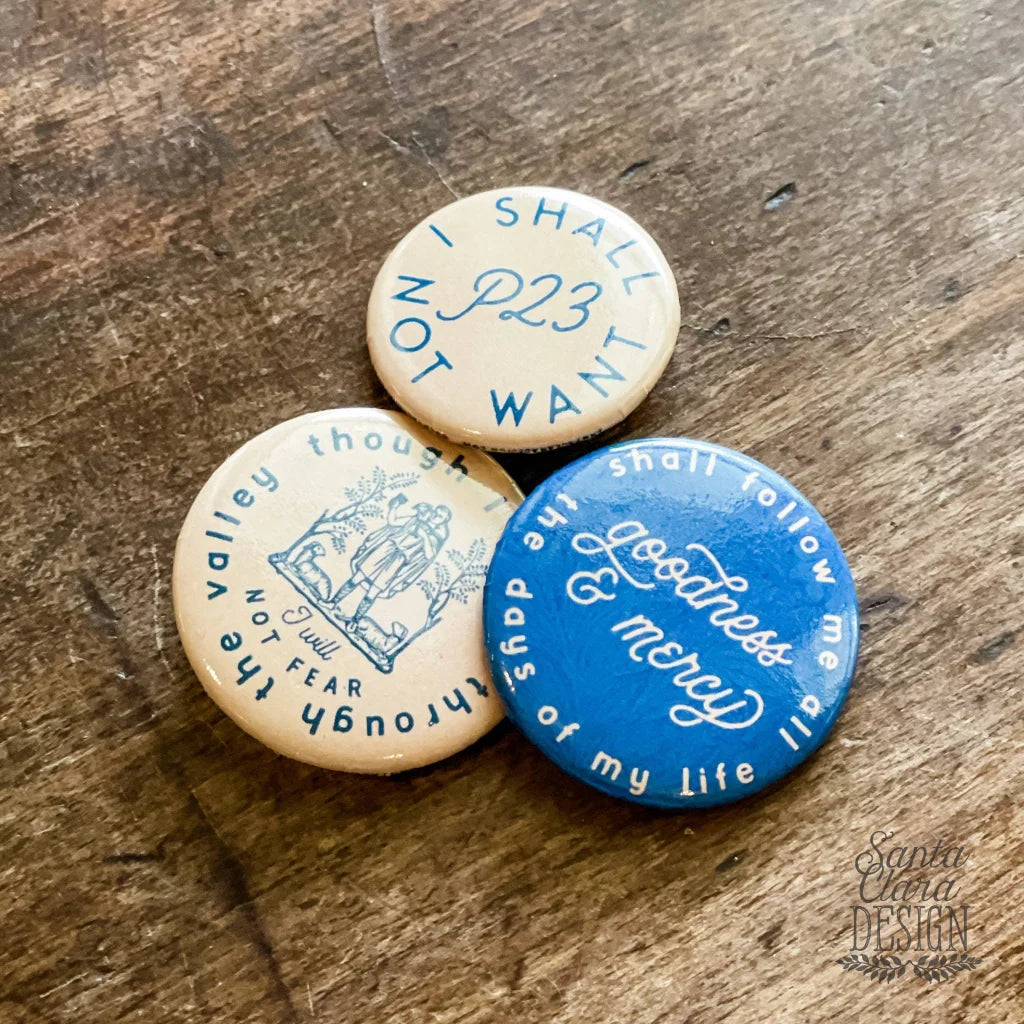 I SHALL NOT WANT
P23
though I
through the valley
I will
NOT FEAR
goodness
& mercy
shall follow me all
the days of my life
Santa
Clara
DESIGN